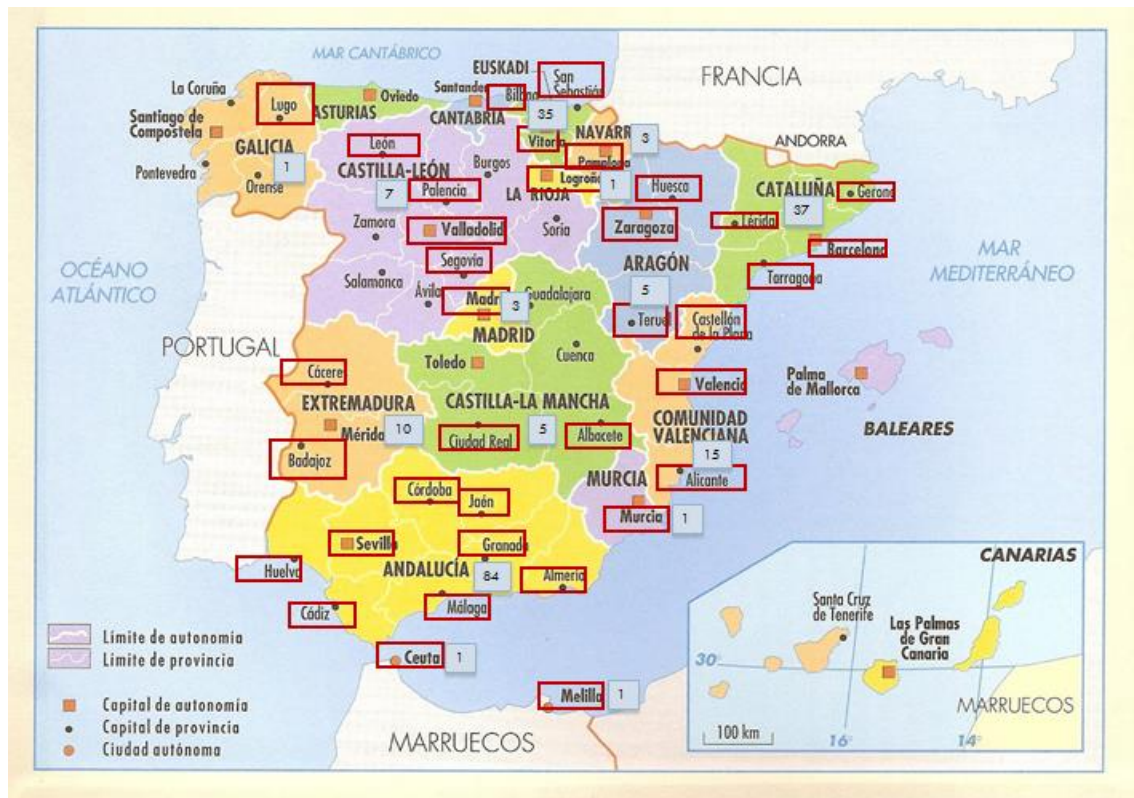 MAR CANTÁBRICO
FRANCIA
ANDORRA
EUSKADI
San
Sebastián
La Coruña
Lugo
ASTURIAS
Oviedo
Santander
Bilbao
CANTABRIA
35
Santiago de
Compostela
Vitoria
NAVARR
3
GALICIA
1
León
Pamplona
Pontevedra
Orense
CASTILLA-LEÓN
7
Palencia
Burgos
LA RIOJA
Logroño
1
Huesca
CATALUÑA
37
Gerona
Zamora
Valladolid
Soria
Zaragoza
Lérida
Barcelona
Segovia
ARAGÓN
5
Tarragona
Salamanca
Ávila
Madri
3
Guadalajara
MADRID
Teruel
Castellón
de la Plana
OCÉANO
ATLÁNTICO
MAR
MEDITERRÁNEO
PORTUGAL
Toledo
Cuenca
Cácere
Valencia
Palma
de Mallorca
EXTREMADURA
CASTILLA-LA MANCHA
COMUNIDAD
VALENCIANA
15
BALEARES
Mérida
10
Ciudad Real
5
Albacete
Badajoz
Alicante
MURCIA
Murcia
1
Córdoba
Jaén
Sevilla
Granada
Huelva
ANDALUCÍA
84
Almería
Cádiz
Málaga
Ceuta
1
Melilla
1
MARRUECOS
Límite de autonomía
Límite de provincia
Capital de autonomía
Capital de provincia
Ciudad autónoma
CANARIAS
Santa Cruz
de Tenerife
Las Palmas
de Gran
Canaria
30°
MARRUECOS
100 km
16°
14°